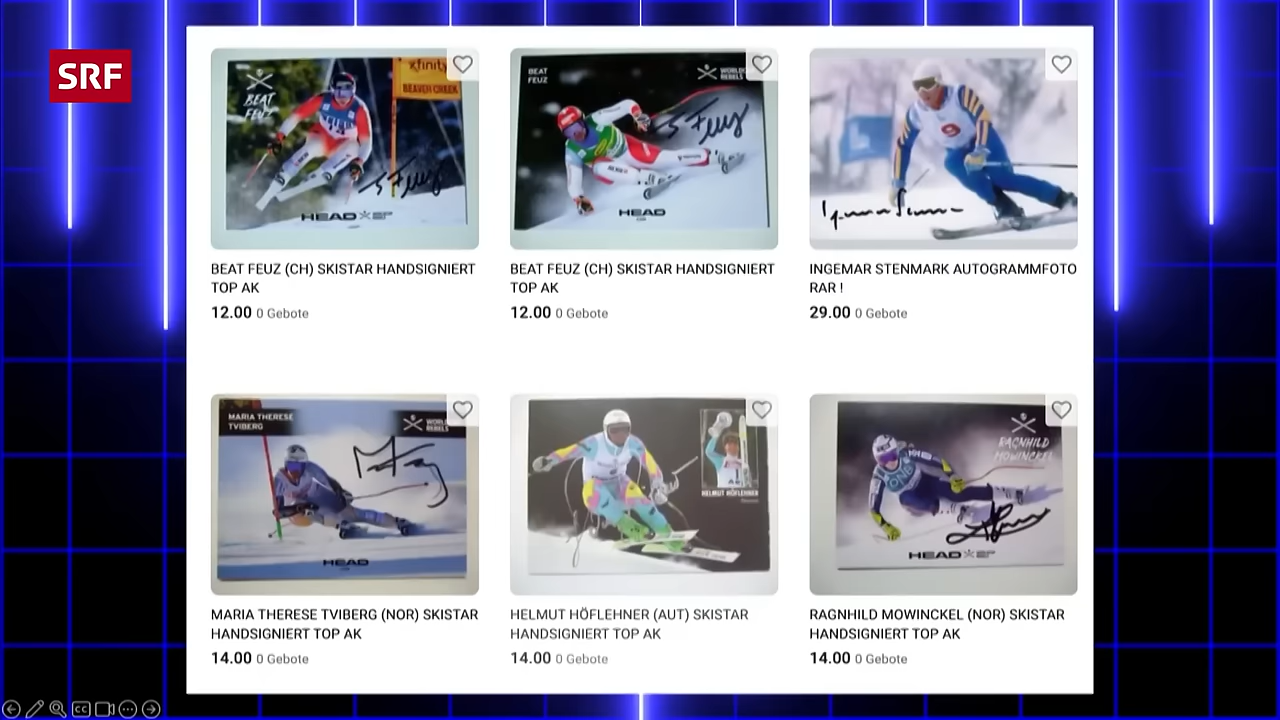 SRF
BEAT
FEUZ
xfinity
BEAVER CREEK
HEAD
BEAT FEUZ (CH) SKISTAR HANDSIGNIERT
TOP AK
12.00 0 Gebote
BEAT
FEUZ
WORLD
REBELS
HEAD
BEAT FEUZ (CH) SKISTAR HANDSIGNIERT
TOP AK
12.00 0 Gebote
9
INGEMAR STENMARK AUTOGRAMMFOTO
RAR !
29.00 0 Gebote
MARIA THERESE
TVIBERG
WORLD
REBELS
HEAD
MARIA THERESE TVIBERG (NOR) SKISTAR
HANDSIGNIERT TOP AK
14.00 0 Gebote
HELMUT HÖFLEHNER
HELMUT HÖFLEHNER (AUT) SKISTAR
HANDSIGNIERT TOP AK
14.00 0 Gebote
RAGNHILD
MOWINCKEL
HEAD
RAGNHILD MOWINCKEL (NOR) SKISTAR
HANDSIGNIERT TOP AK
14.00 0 Gebote
CC